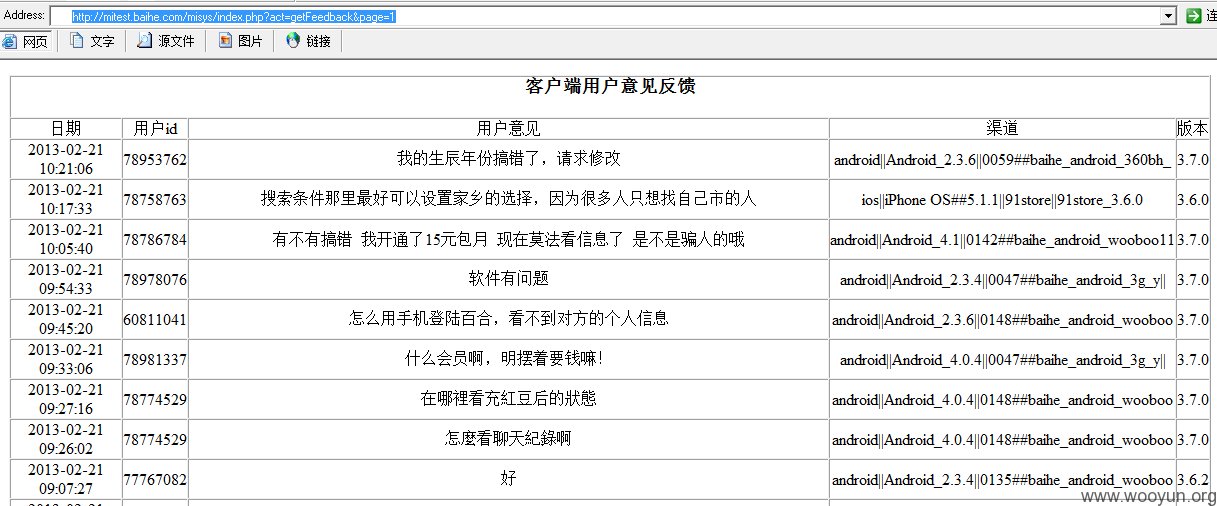 Address: http://mitest.baihe.com/misys/index.php?act=getFeedback&page=1 连
网页 文字 源文件 图片 链接
客户端用户意见反馈
日期 用户id 用户意见 渠道 版本
2013-02-21 10:21:06 78953762 我的生辰年份搞错了，请求修改 android||Android_2.3.6||0059##baihe_android_360bh_ 3.7.0
2013-02-21 10:17:33 78758763 搜索条件那里最好可以设置家乡的选择，因为很多人只想找自己市的人 ios||iPhone OS##5.1.1||91store||91store_3.6.0 3.6.0
2013-02-21 10:05:40 78786784 有不有搞错 我开通了15元包月 现在莫法看信息了 是不是骗人的哦 android||Android_4.1||0142##baihe_android_wooboo11 3.7.0
2013-02-21 09:54:33 78978076 软件有问题 android||Android_2.3.4||0047##baihe_android_3g_y|| 3.7.0
2013-02-21 09:45:20 60811041 怎么用手机登陆百合，看不到对方的个人信息 android||Android_2.3.6||0148##baihe_android_wooboo 3.7.0
2013-02-21 09:33:06 78981337 什么会员啊，明摆着要钱嘛！ android||Android_4.0.4||0047##baihe_android_3g_y|| 3.7.0
2013-02-21 09:27:16 78774529 在哪裡看充紅豆后的狀態 android||Android_4.0.4||0148##baihe_android_wooboo 3.7.0
2013-02-21 09:26:02 78774529 怎麼看聊天紀錄啊 android||Android_4.0.4||0148##baihe_android_wooboo 3.7.0
2013-02-21 09:07:27 77767082 好 android||Android_2.3.4||0135##baihe_android_wooboo 3.6.2
www.wooyun.org